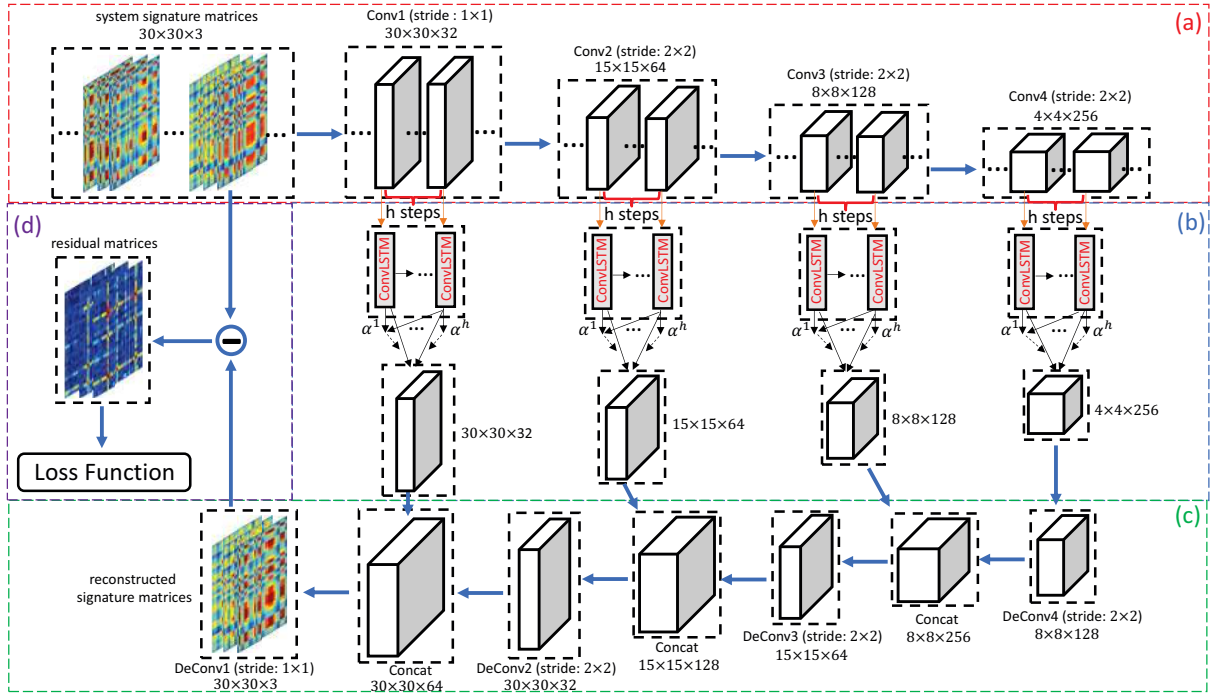 system signature matrices
30×30×3
Conv1 (stride : 1×1)
30×30×32
Conv2 (stride: 2×2)
15×15×64
Conv3 (stride: 2×2)
8×8×128
Conv4 (stride: 2×2)
4×4×256
(a)
h steps
h steps
h steps
h steps
(b)
ConvLSTM
ConvLSTM
ConvLSTM
ConvLSTM
ConvLSTM
ConvLSTM
ConvLSTM
ConvLSTM
α¹
αʰ
α¹
αʰ
α¹
αʰ
α¹
αʰ
30×30×32
15×15×64
8×8×128
4×4×256
(d)
residual matrices
Loss Function
(c)
reconstructed
signature matrices
DeConv1 (stride: 1×1)
30×30×3
Concat
30×30×64
DeConv2 (stride: 2×2)
30×30×32
Concat
15×15×128
DeConv3 (stride: 2×2)
15×15×64
Concat
8×8×256
DeConv4 (stride: 2×2)
8×8×128